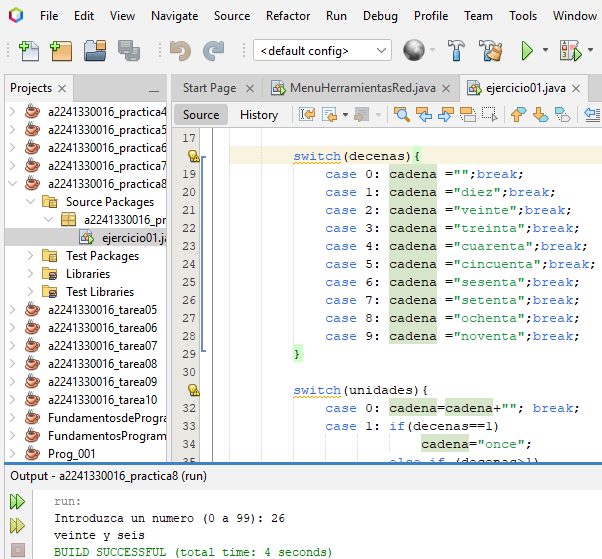 File Edit View Navigate Source Refactor Run Debug Profile Team Tools Window
<default config>
Projects
Start Page MenuHerramientasRed.java ejercicio01.java
Source History
a2241330016_practica4
a2241330016_practica5
a2241330016_practica6
a2241330016_practica7
a2241330016_practica8
Source Packages
a2241330016_pr
ejercicio01.ja
Test Packages
Libraries
Test Libraries
a2241330016_tarea05
a2241330016_tarea06
a2241330016_tarea07
a2241330016_tarea08
a2241330016_tarea09
a2241330016_tarea10
FundamentosdeProgra
FundamentosProgram
Prog_001
17
switch(decenas){
19 case 0: cadena ="";break;
20 case 1: cadena ="diez";break;
21 case 2: cadena ="veinte";break;
22 case 3: cadena ="treinta";break;
23 case 4: cadena ="cuarenta";break;
24 case 5: cadena ="cincuenta";break;
25 case 6: cadena ="sesenta";break;
26 case 7: cadena ="setenta";break;
27 case 8: cadena ="ochenta";break;
28 case 9: cadena ="noventa";break;
29 }
30
switch(unidades){
32 case 0: cadena=cadena+""; break;
33 case 1: if(decenas==1)
34 cadena="once";
35 else if (decenas>1)
Output - a2241330016_practica8 (run)
run:
Introduzca un numero (0 a 99): 26
veinte y seis
BUILD SUCCESSFUL (total time: 4 seconds)